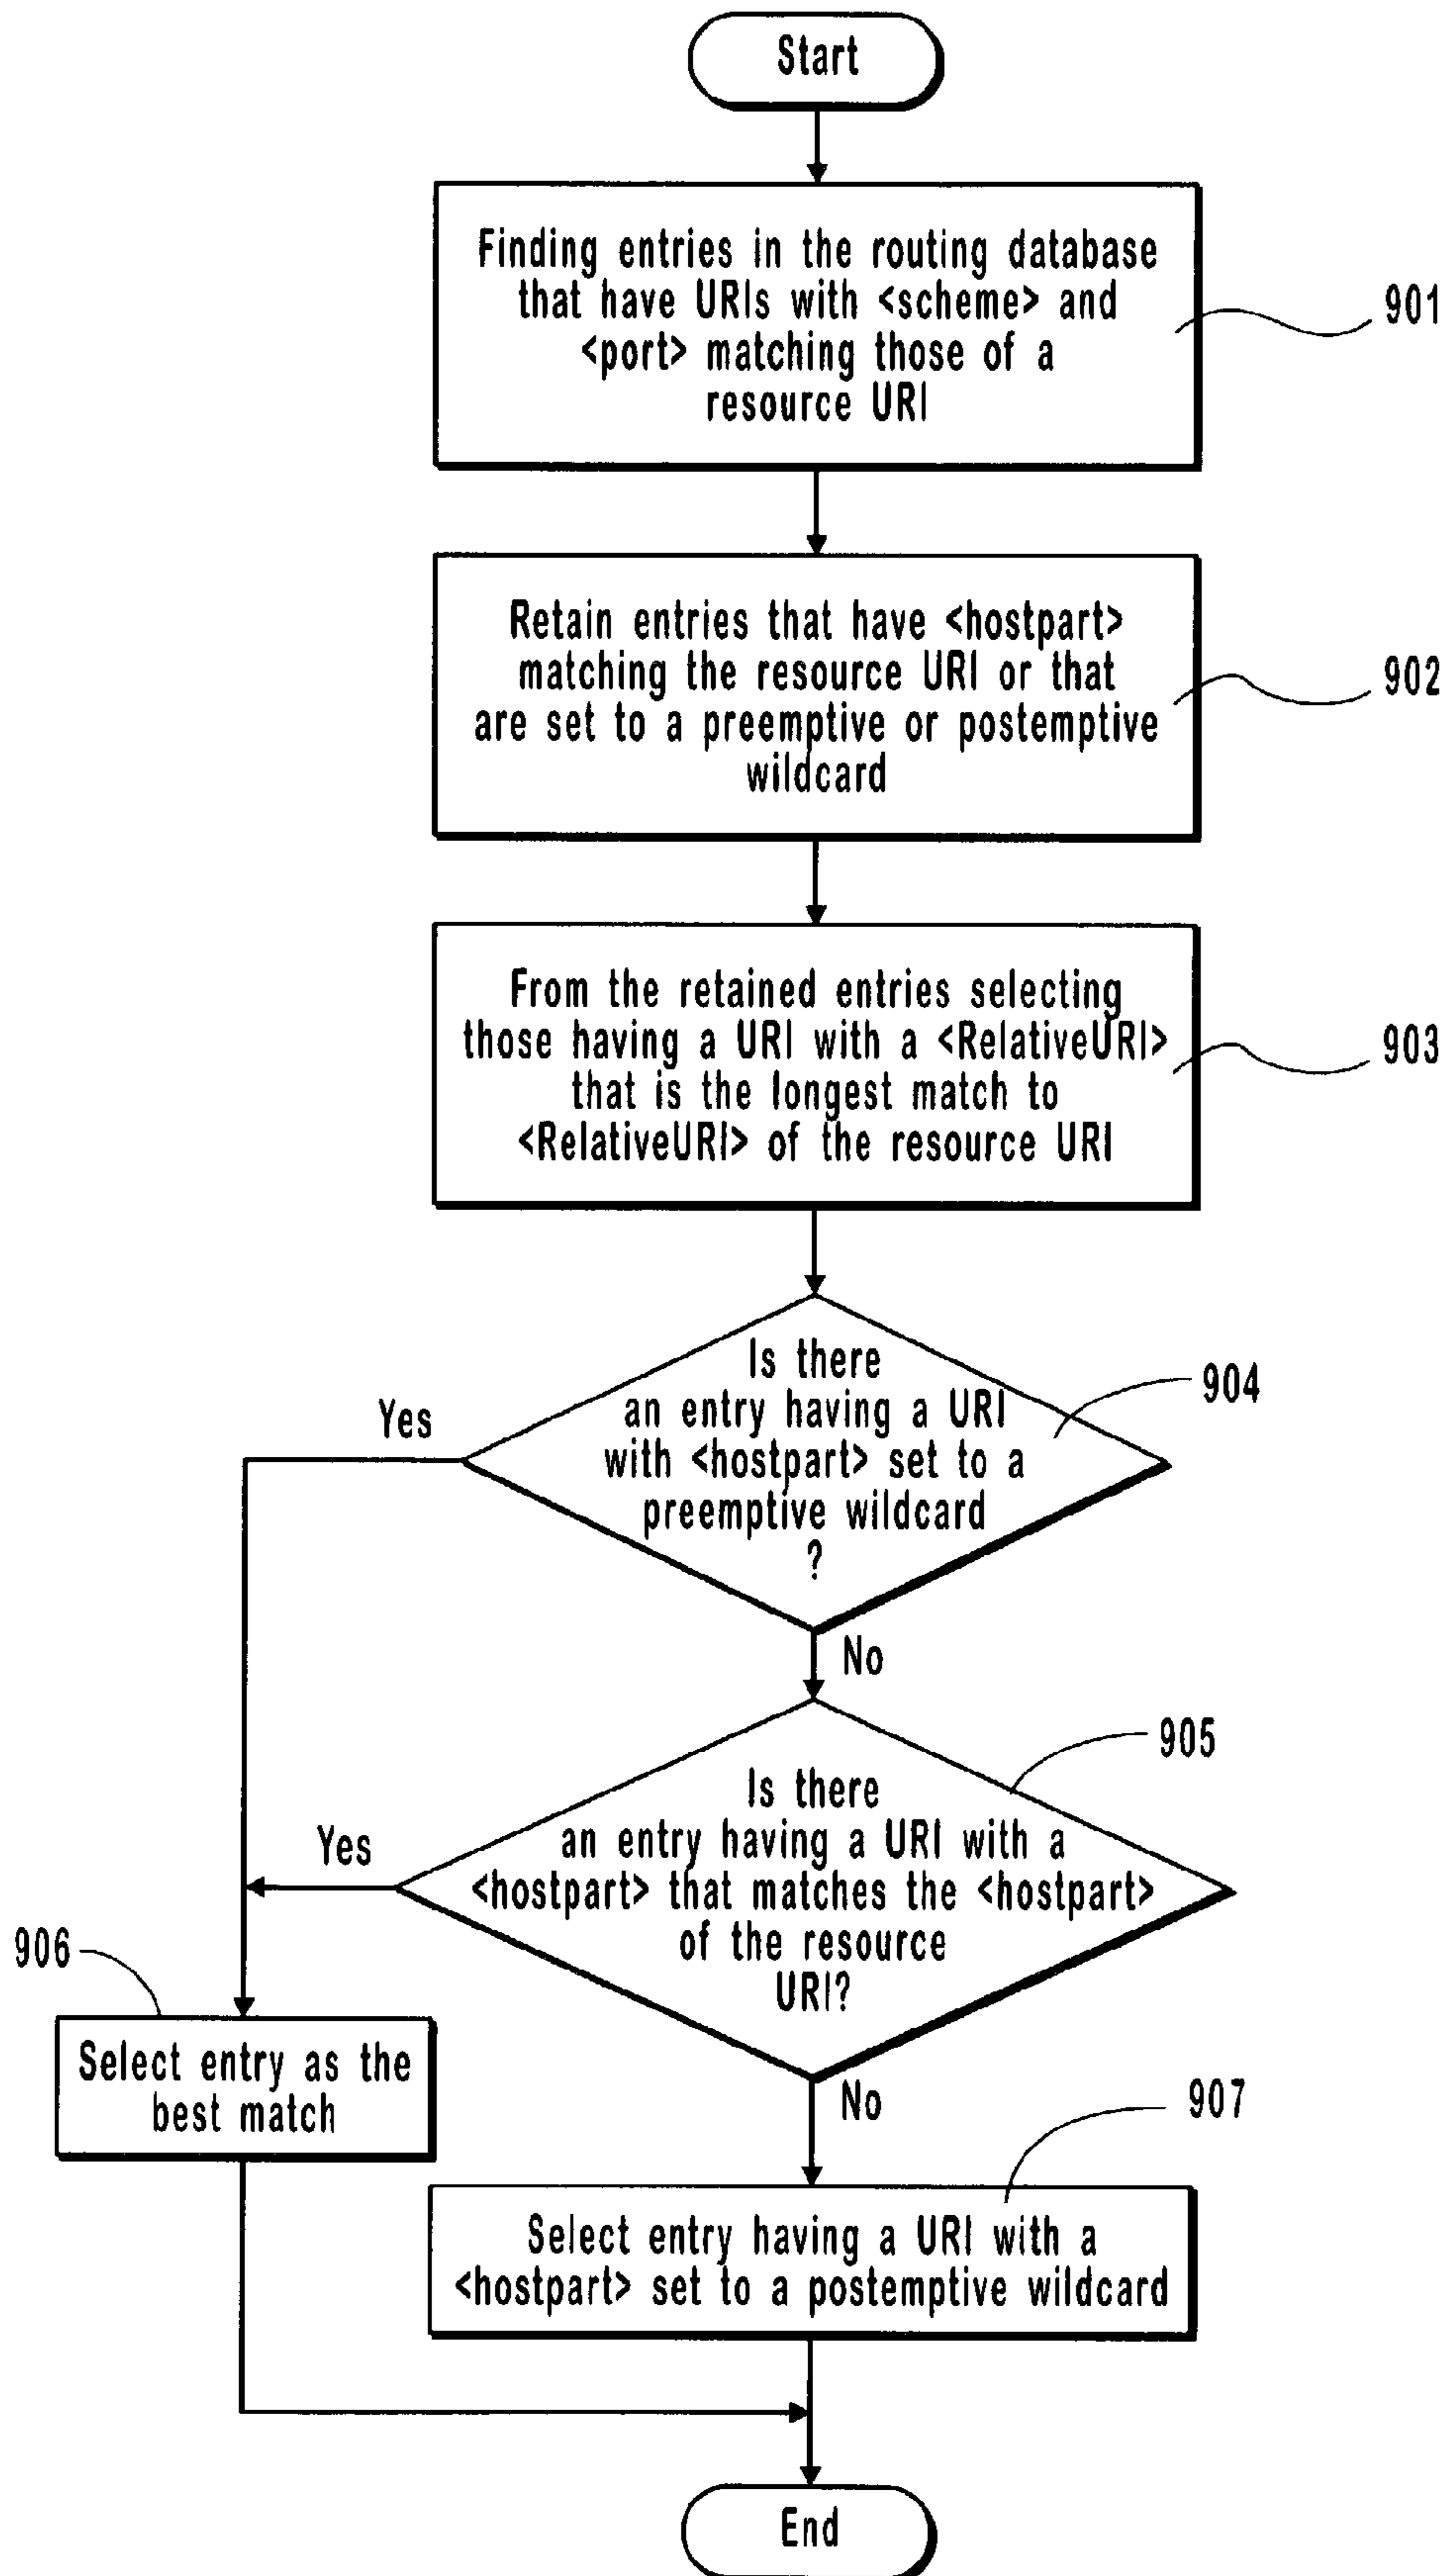 Start
Finding entries in the routing database
that have URIs with <scheme> and
<port> matching those of a
resource URI
901
Retain entries that have <hostpart>
matching the resource URI or that
are set to a preemptive or postemptive
wildcard
902
From the retained entries selecting
those having a URI with a <RelativeURI>
that is the longest match to
<RelativeURI> of the resource URI
903
Is there
an entry having a URI
with <hostpart> set to a
preemptive wildcard
?
904
Yes
No
Is there
an entry having a URI with a
<hostpart> that matches the <hostpart>
of the resource
URI?
905
Yes
No
906
Select entry as the
best match
907
Select entry having a URI with a
<hostpart> set to a postemptive wildcard
End